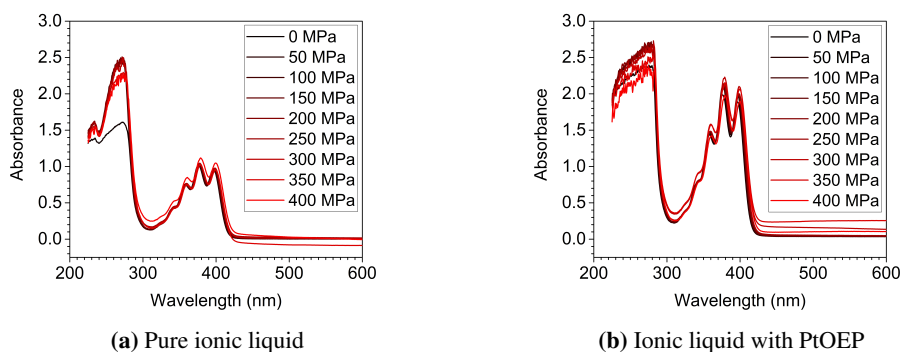 3.0
2.5
2.0
1.5
1.0
0.5
0.0
Absorbance
200 300 400 500 600
Wavelength (nm)
0 MPa
50 MPa
100 MPa
150 MPa
200 MPa
250 MPa
300 MPa
350 MPa
400 MPa
(a) Pure ionic liquid
3.0
2.5
2.0
1.5
1.0
0.5
0.0
Absorbance
200 300 400 500 600
Wavelength (nm)
0 MPa
50 MPa
100 MPa
150 MPa
200 MPa
250 MPa
300 MPa
350 MPa
400 MPa
(b) Ionic liquid with PtOEP